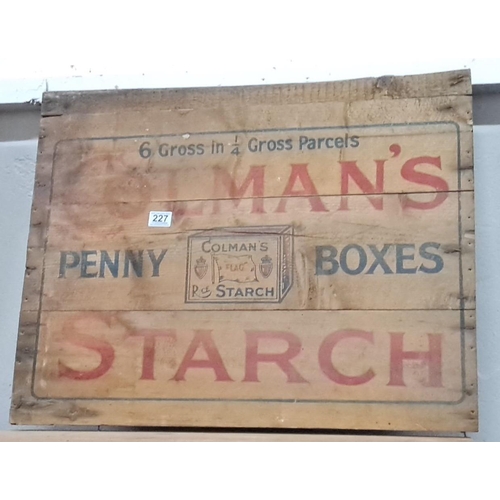 6 Gross in 1/4 Gross Parcels
COLMAN'S
227
PENNY BOXES
COLMAN'S
STARCH
STARCH